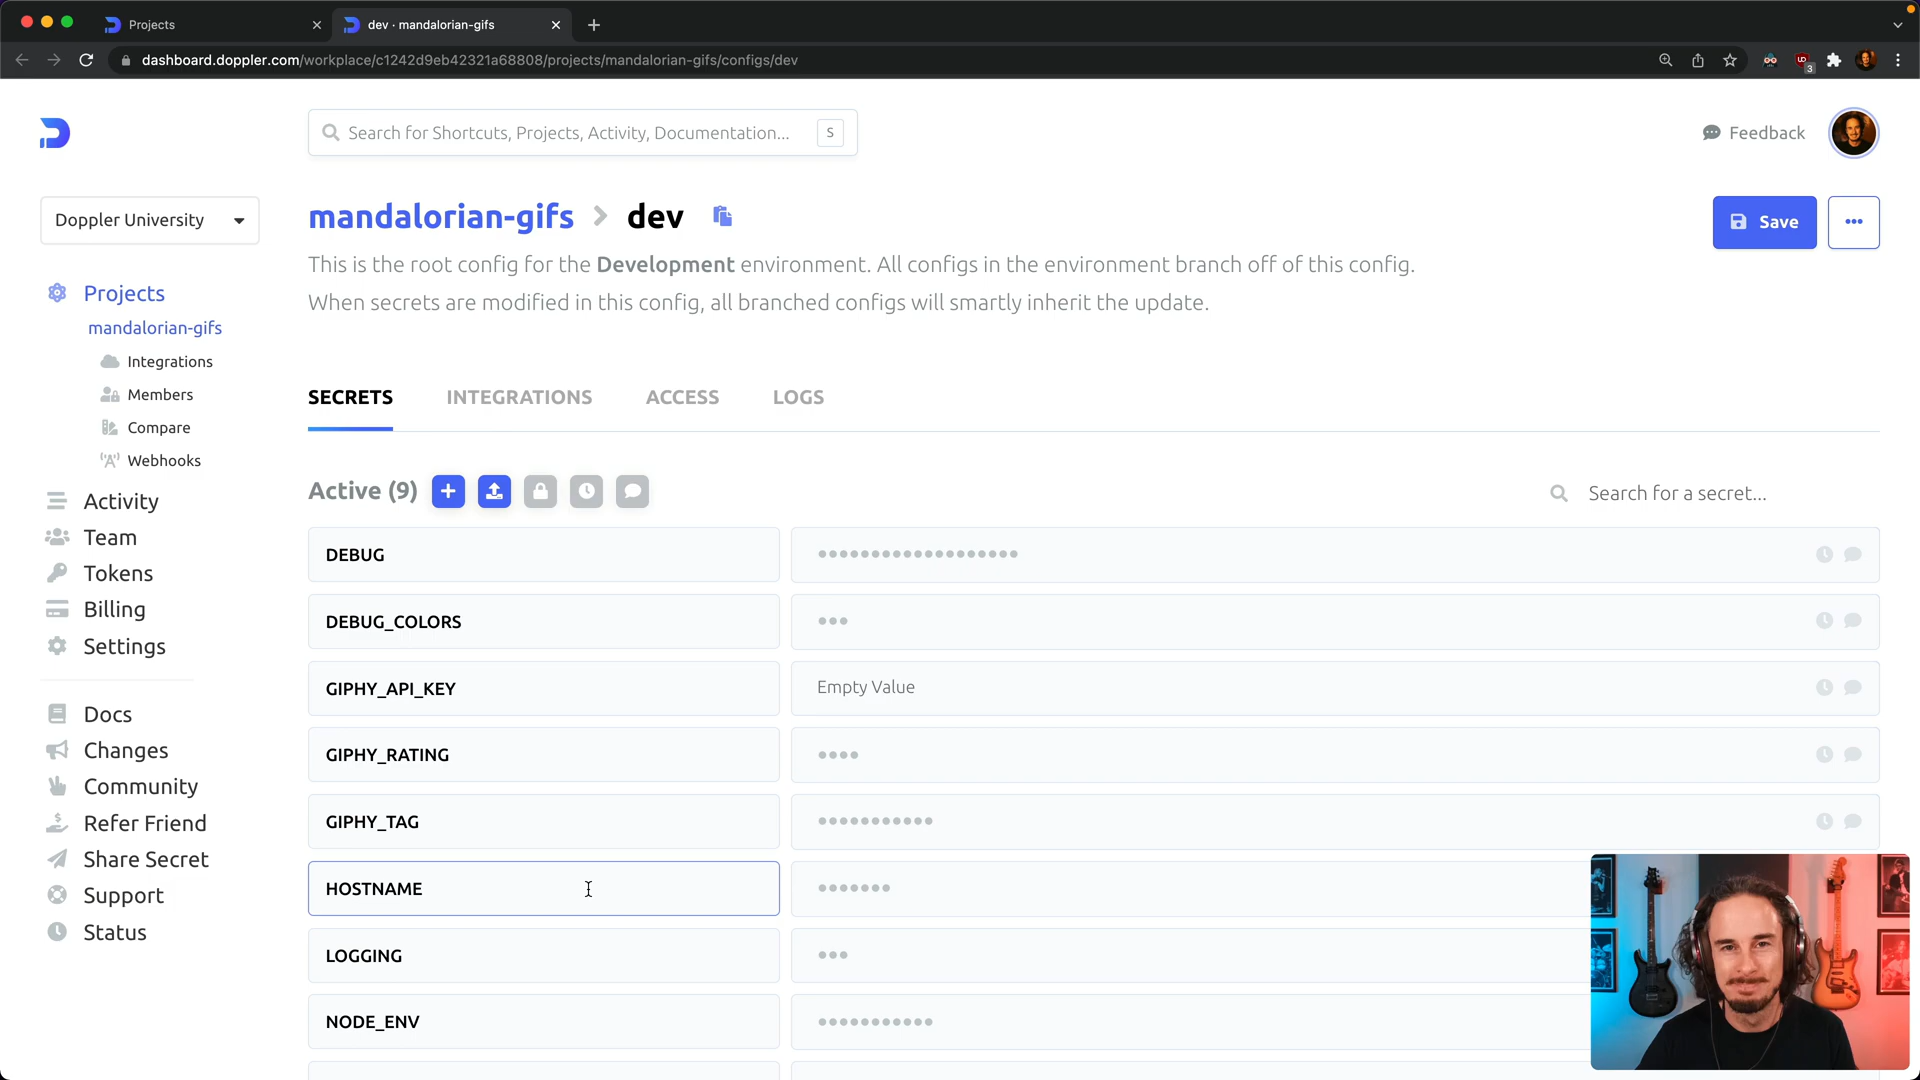 Projects
dev · mandalorian-gifs
dashboard.doppler.com/workplace/c1242d9eb42321a68808/projects/mandalorian-gifs/configs/dev
3
Search for Shortcuts, Projects, Activity, Documentation...
S
Feedback
Doppler University
mandalorian-gifs > dev
Save
This is the root config for the Development environment. All configs in the environment branch off of this config.
When secrets are modified in this config, all branched configs will smartly inherit the update.
Projects
mandalorian-gifs
Integrations
Members
Compare
Webhooks
Activity
Team
Tokens
Billing
Settings
Docs
Changes
Community
Refer Friend
Share Secret
Support
Status
SECRETS
INTEGRATIONS
ACCESS
LOGS
Active (9)
Search for a secret...
DEBUG
DEBUG_COLORS
GIPHY_API_KEY
Empty Value
GIPHY_RATING
GIPHY_TAG
HOSTNAME
LOGGING
NODE_ENV